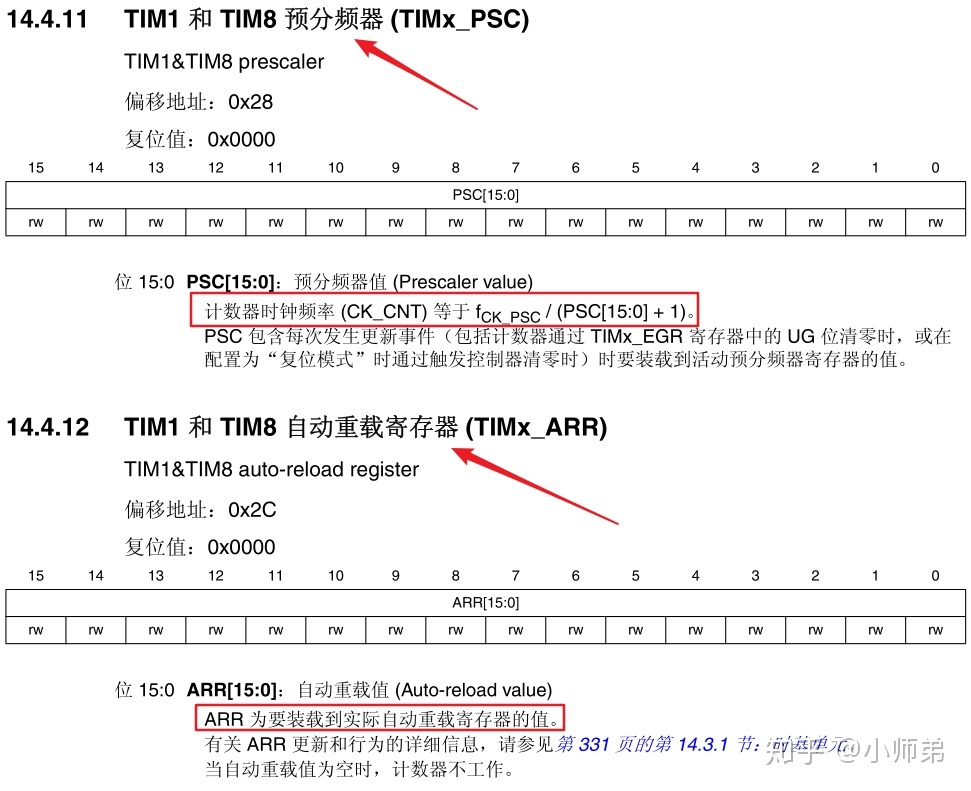 14.4.11 TIM1 和 TIM8 预分频器 (TIMx_PSC)
TIM1&TIM8 prescaler
偏移地址：0x28
复位值：0x0000
15 14 13 12 11 10 9 8 7 6 5 4 3 2 1 0
PSC[15:0]
rw rw rw rw rw rw rw rw rw rw rw rw rw rw rw rw
位 15:0 PSC[15:0]：预分频器值 (Prescaler value)
计数器时钟频率 (CK_CNT) 等于 fCK_PSC / (PSC[15:0] + 1)。
PSC 包含每次发生更新事件（包括计数器通过 TIMx_EGR 寄存器中的 UG 位清零时，或在
配置为“复位模式”时通过触发控制器清零时）时要装载到活动预分频器寄存器的值。
14.4.12 TIM1 和 TIM8 自动重载寄存器 (TIMx_ARR)
TIM1&TIM8 auto-reload register
偏移地址：0x2C
复位值：0x0000
15 14 13 12 11 10 9 8 7 6 5 4 3 2 1 0
ARR[15:0]
rw rw rw rw rw rw rw rw rw rw rw rw rw rw rw rw
位 15:0 ARR[15:0]：自动重载值 (Auto-reload value)
ARR 为要装载到实际自动重载寄存器的值。
有关 ARR 更新和行为的详细信息，请参见第 331 页的第 14.3.1 节：时基单元。
当自动重载值为空时，计数器不工作。
知乎 @小师弟